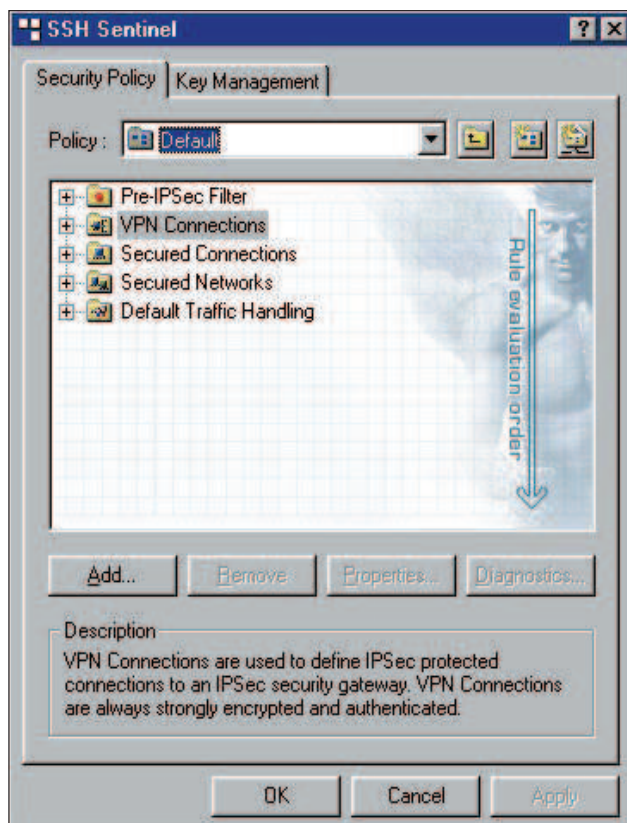 SSH Sentinel
Security Policy
Key Management
Policy :
Default
Pre-IPSec Filter
VPN Connections
Secured Connections
Secured Networks
Default Traffic Handling
Rule evaluation order
Add...
Remove
Properties...
Diagnostics...
Description
VPN Connections are used to define IPSec protected
connections to an IPSec security gateway. VPN Connections
are always strongly encrypted and authenticated.
OK
Cancel
Apply